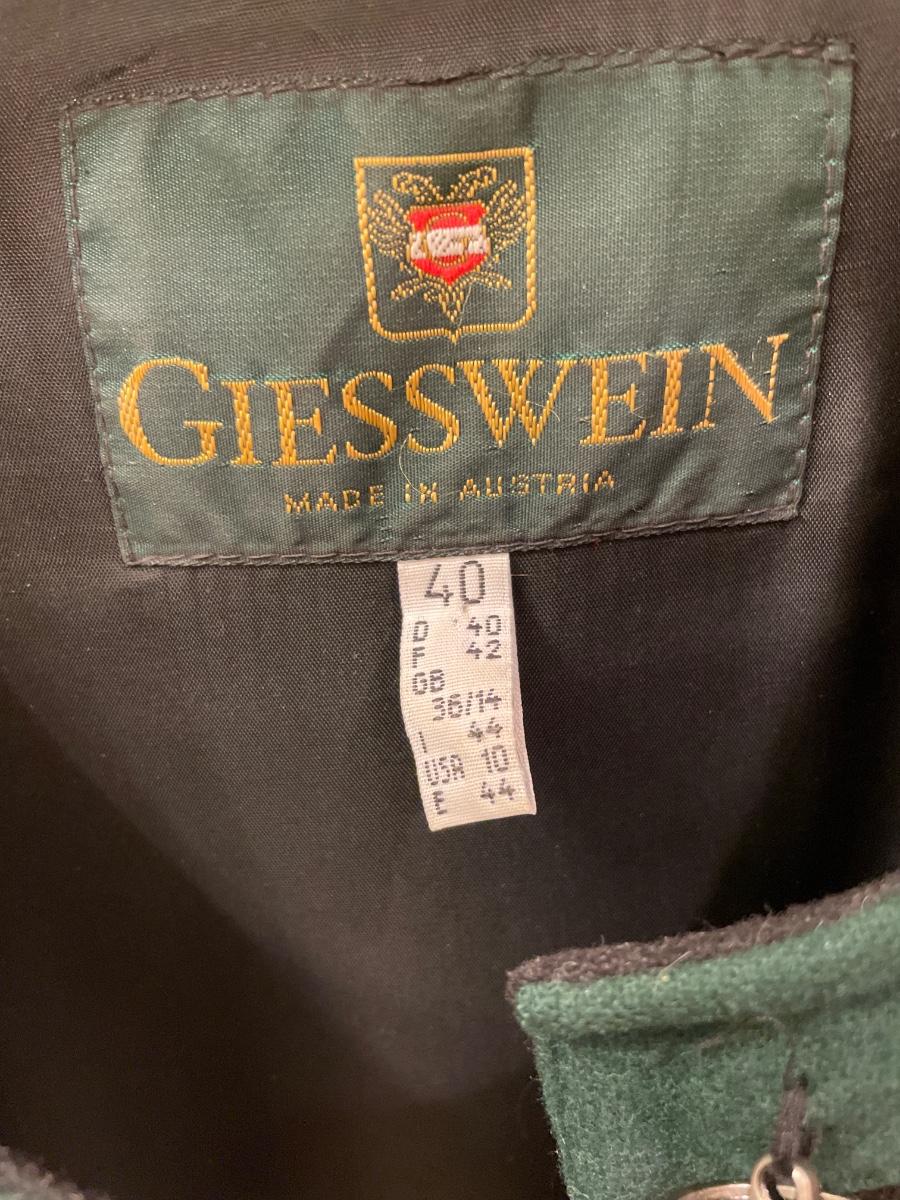 GIESSWEIN
MADE IN AUSTRIA
40
D 40
F 42
GB
36/14
I 44
USA 10
E 44